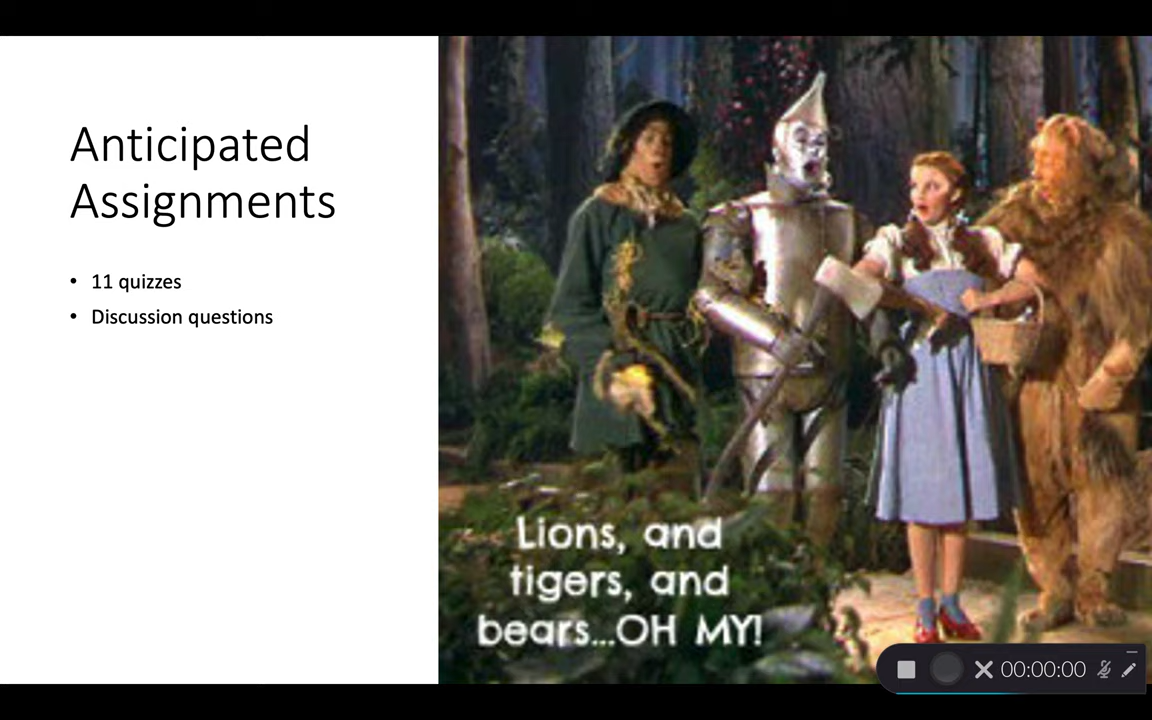 Anticipated
Assignments
• 11 quizzes
• Discussion questions
Lions, and
tigers, and
bears...OH MY!
00:00:00